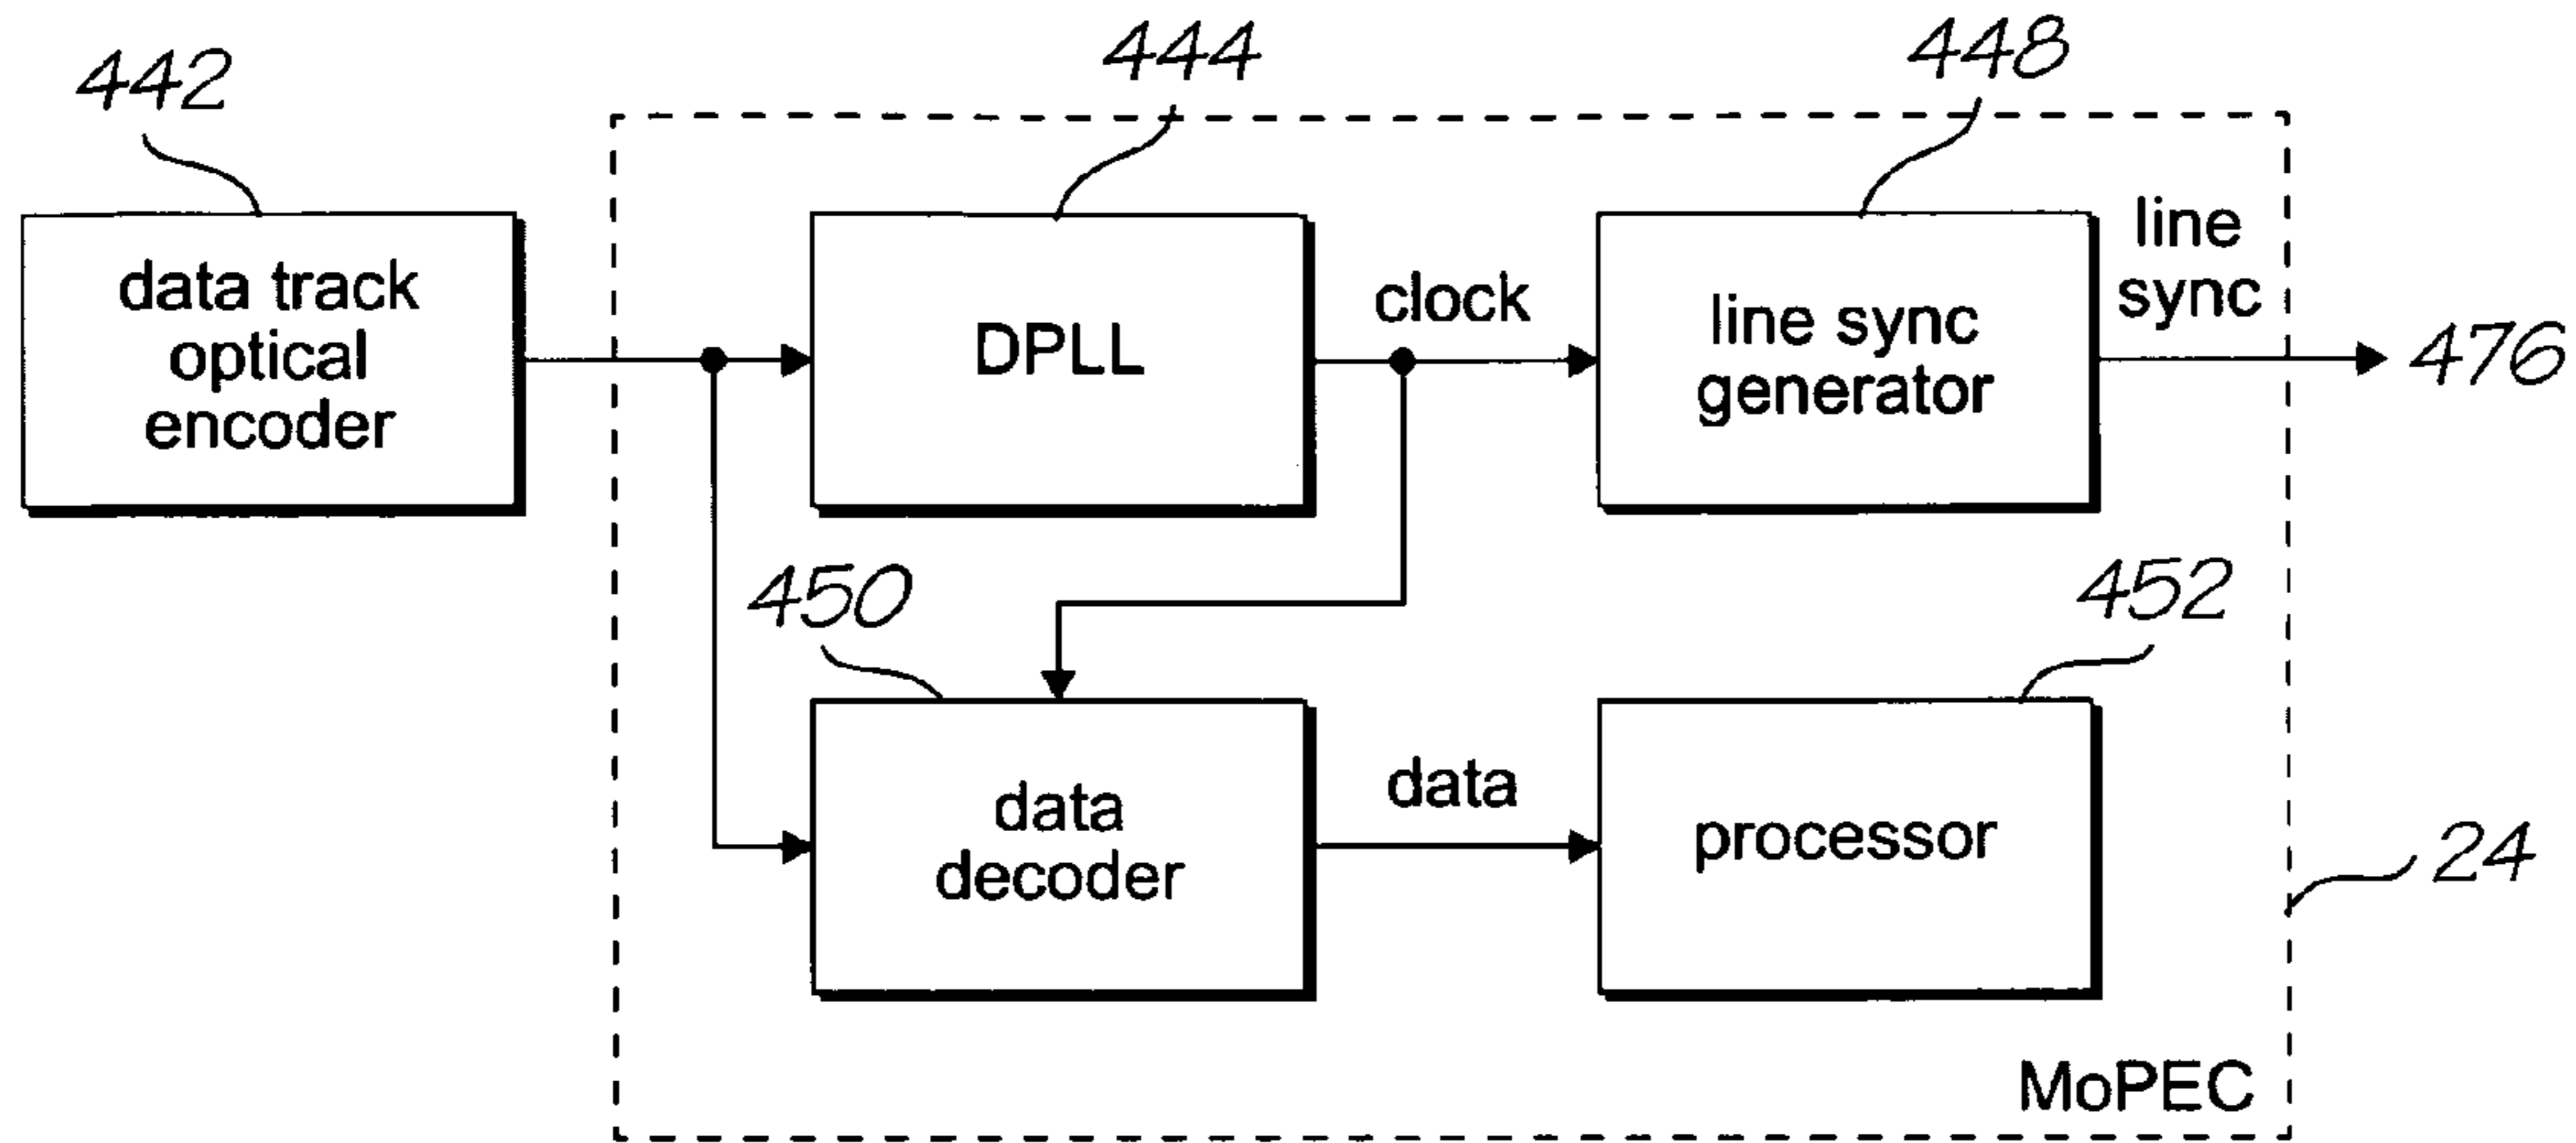 442
444
448
data track
optical
encoder
DPLL
clock
line sync
generator
line
sync
476
450
452
data
decoder
data
processor
24
MoPEC